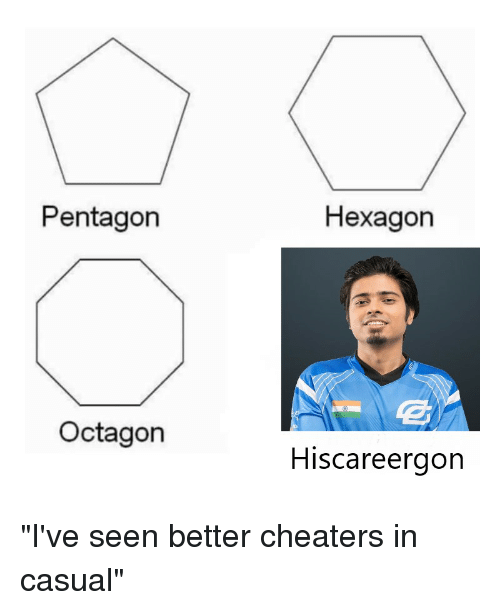 Pentagon
Hexagon
Octagon
Hiscareergon
"I've seen better cheaters in
casual"